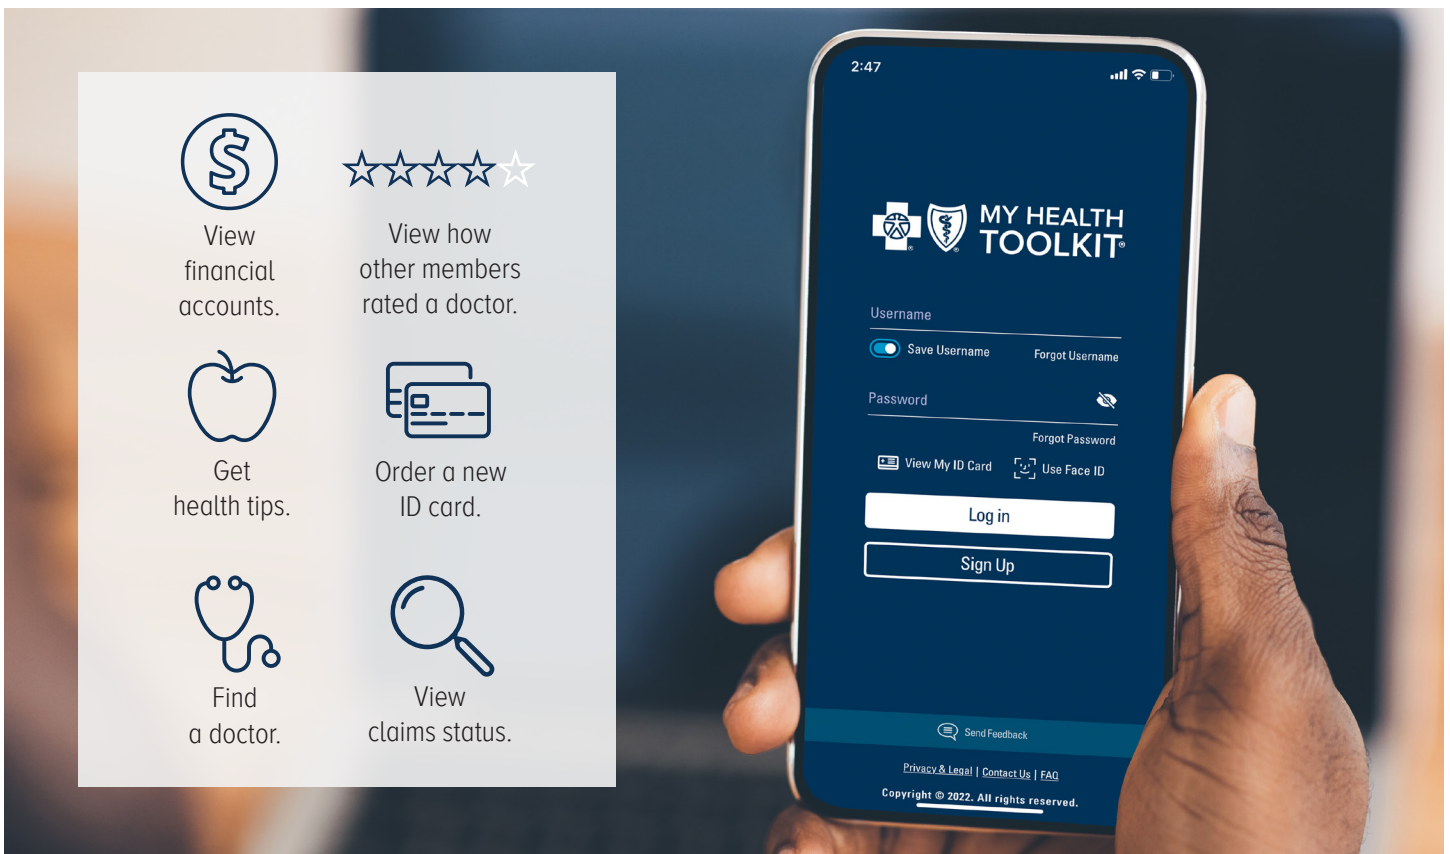 View
financial
accounts.
View how
other members
rated a doctor.
Get
health tips.
Order a new
ID card.
Find
a doctor.
View
claims status.
2:47
MY HEALTH
TOOLKIT®
Username
Save Username
Forgot Username
Password
Forgot Password
View My ID Card
Use Face ID
Log in
Sign Up
Send Feedback
Privacy & Legal | Contact Us | FAQ
Copyright © 2022. All rights reserved.